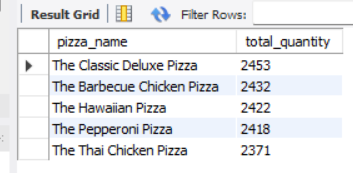 Result Grid Filter Rows:
pizza_name total_quantity
The Classic Deluxe Pizza 2453
The Barbecue Chicken Pizza 2432
The Hawaiian Pizza 2422
The Pepperoni Pizza 2418
The Thai Chicken Pizza 2371